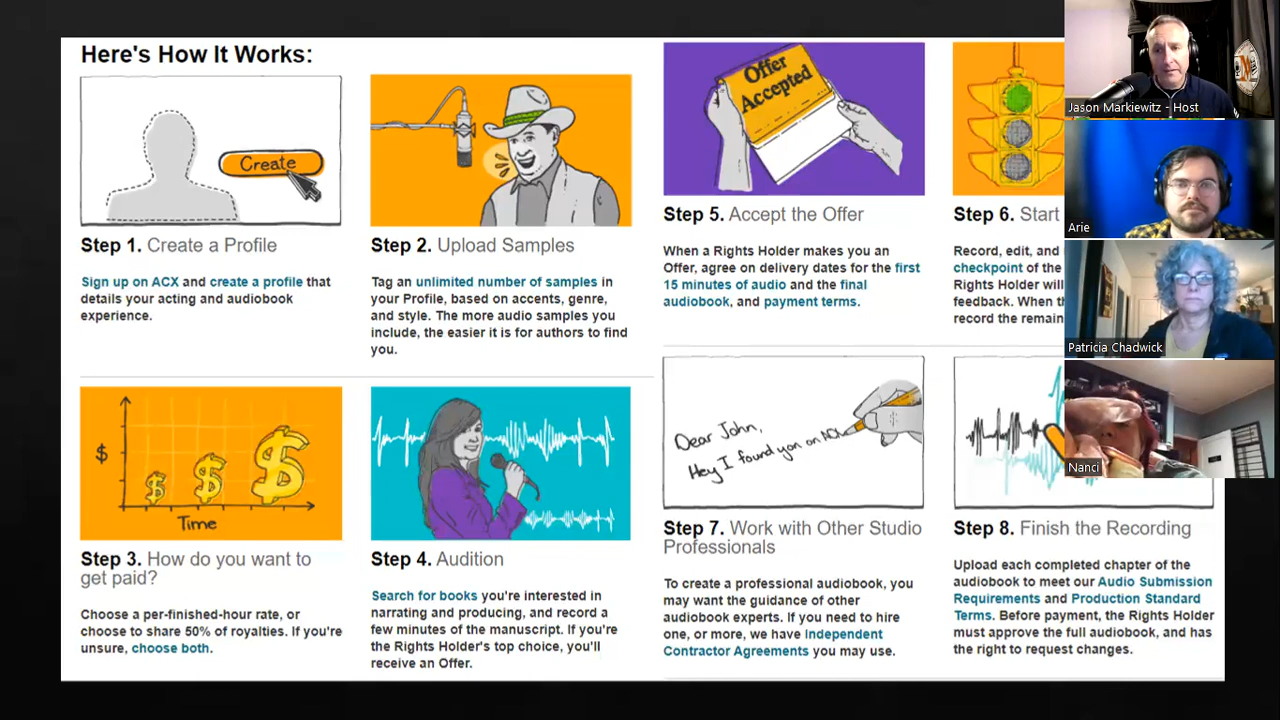 Here's How It Works:
Create
Step 1. Create a Profile
Sign up on ACX and create a profile that
details your acting and audiobook
experience.
Step 2. Upload Samples
Tag an unlimited number of samples in
your Profile, based on accents, genre,
and style. The more audio samples you
include, the easier it is for authors to find
you.
$
Time
Step 3. How do you want to
get paid?
Choose a per-finished-hour rate, or
choose to share 50% of royalties. If you're
unsure, choose both.
Step 4. Audition
Search for books you're interested in
narrating and producing, and record a
few minutes of the manuscript. If you're
the Rights Holder's top choice, you'll
receive an Offer.
Offer
Accepted
Step 5. Accept the Offer
When a Rights Holder makes you an
Offer, agree on delivery dates for the first
15 minutes of audio and the final
audiobook, and payment terms.
Step 6. Start
Record, edit, and
checkpoint of the
Rights Holder will
feedback. When th
record the remain
Dear John,
Hey I found you on
Step 7. Work with Other Studio
Professionals
To create a professional audiobook, you
may want the guidance of other
audiobook experts. If you need to hire
one, or more, we have Independent
Contractor Agreements you may use.
Step 8. Finish the Recording
Upload each completed chapter of the
audiobook to meet our Audio Submission
Requirements and Production Standard
Terms. Before payment, the Rights Holder
must approve the full audiobook, and has
the right to request changes.
Jason Markiewitz - Host
Arie
Patricia Chadwick
Nanci